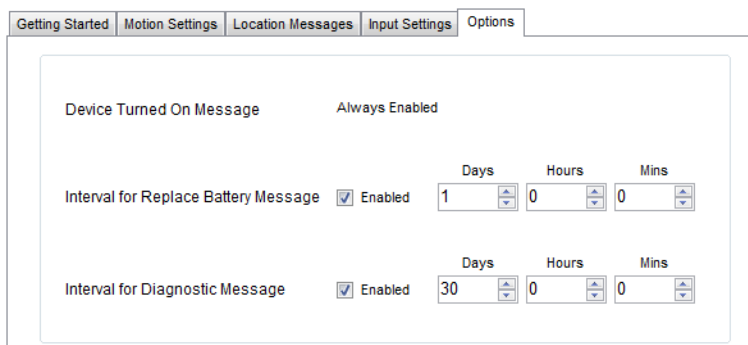 Getting Started Motion Settings Location Messages Input Settings Options
Device Turned On Message Always Enabled
Days Hours Mins
Interval for Replace Battery Message Enabled 1 0 0
Days Hours Mins
Interval for Diagnostic Message Enabled 30 0 0